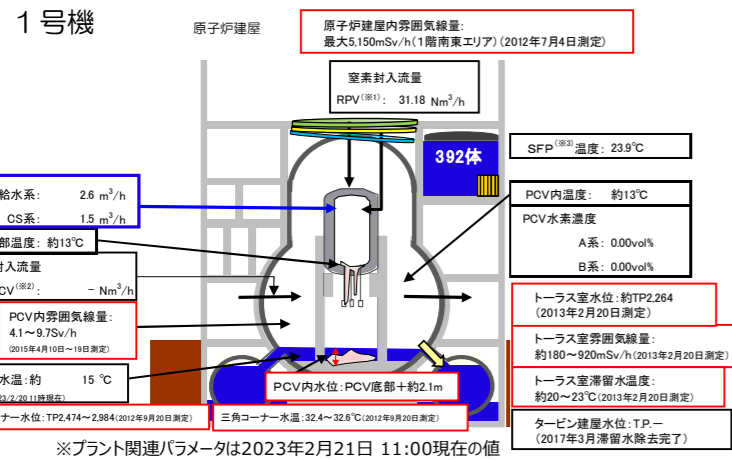 1号機
原子炉建屋
原子炉建屋内雰囲気線量:
最大5,150mSv/h(1階南東エリア)(2012年7月4日測定)
窒素封入流量
RPV(※1): 31.18 Nm³/h
392体
SFP(※3)温度: 23.9℃
給水系: 2.6 m³/h
CS系: 1.5 m³/h
部温度: 約13℃
PCV内温度: 約13℃
PCV水素濃度
A系: 0.00vol%
B系: 0.00vol%
入流量
CV(※2): - Nm³/h
PCV内雰囲気線量:
4.1~9.7Sv/h
(2015年4月10日~19日測定)
トーラス室水位:約TP2,264
(2013年2月20日測定)
トーラス室雰囲気線量:
約180~920mSv/h(2013年2月20日測定)
水温:約 15 ℃
23/2/20 11時現在)
PCV内水位:PCV底部+約2.1m
トーラス室滞留水温度:
約20~23℃(2013年2月20日測定)
ナー水位:TP2,474~2,984(2012年9月20日測定)
三角コーナー水温:32.4~32.6℃(2012年9月20日測定)
タービン建屋水位:T.P.-
(2017年3月滞留水除去完了)
※プラント関連パラメータは2023年2月21日 11:00現在の値